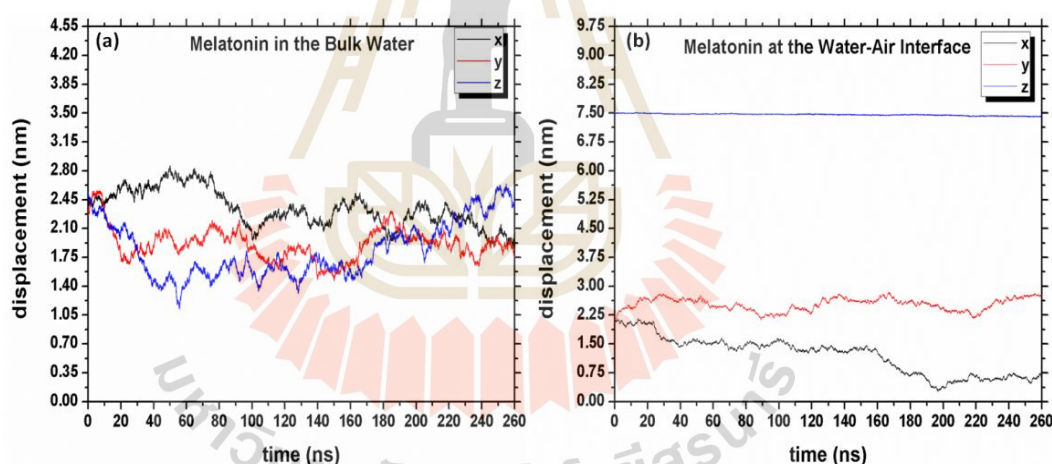 (a) Melatonin in the Bulk Water
x
y
z
displacement (nm)
4.55
4.20
3.85
3.50
3.15
2.80
2.45
2.10
1.75
1.40
1.05
0.70
0.35
0.00
0 20 40 60 80 100 120 140 160 180 200 220 240 260
time (ns)
(b) Melatonin at the Water-Air Interface
x
y
z
displacement (nm)
9.75
9.00
8.25
7.50
6.75
6.00
5.25
4.50
3.75
3.00
2.25
1.50
0.75
0.00
0 20 40 60 80 100 120 140 160 180 200 220 240 260
time (ns)